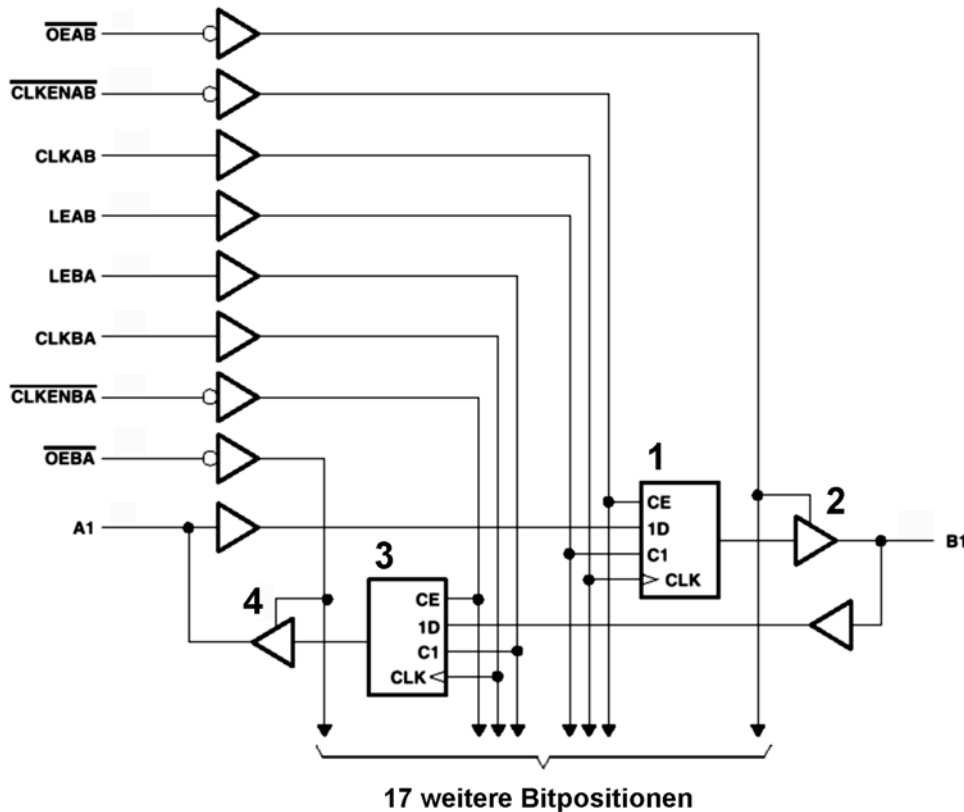 OEAB
CLKENAB
CLKAB
LEAB
LEBA
CLKBA
CLKENBA
OEBA
1
CE
2
A1
1D
B1
3
C1
CLK
4
CE
1D
C1
CLK
17 weitere Bitpositionen